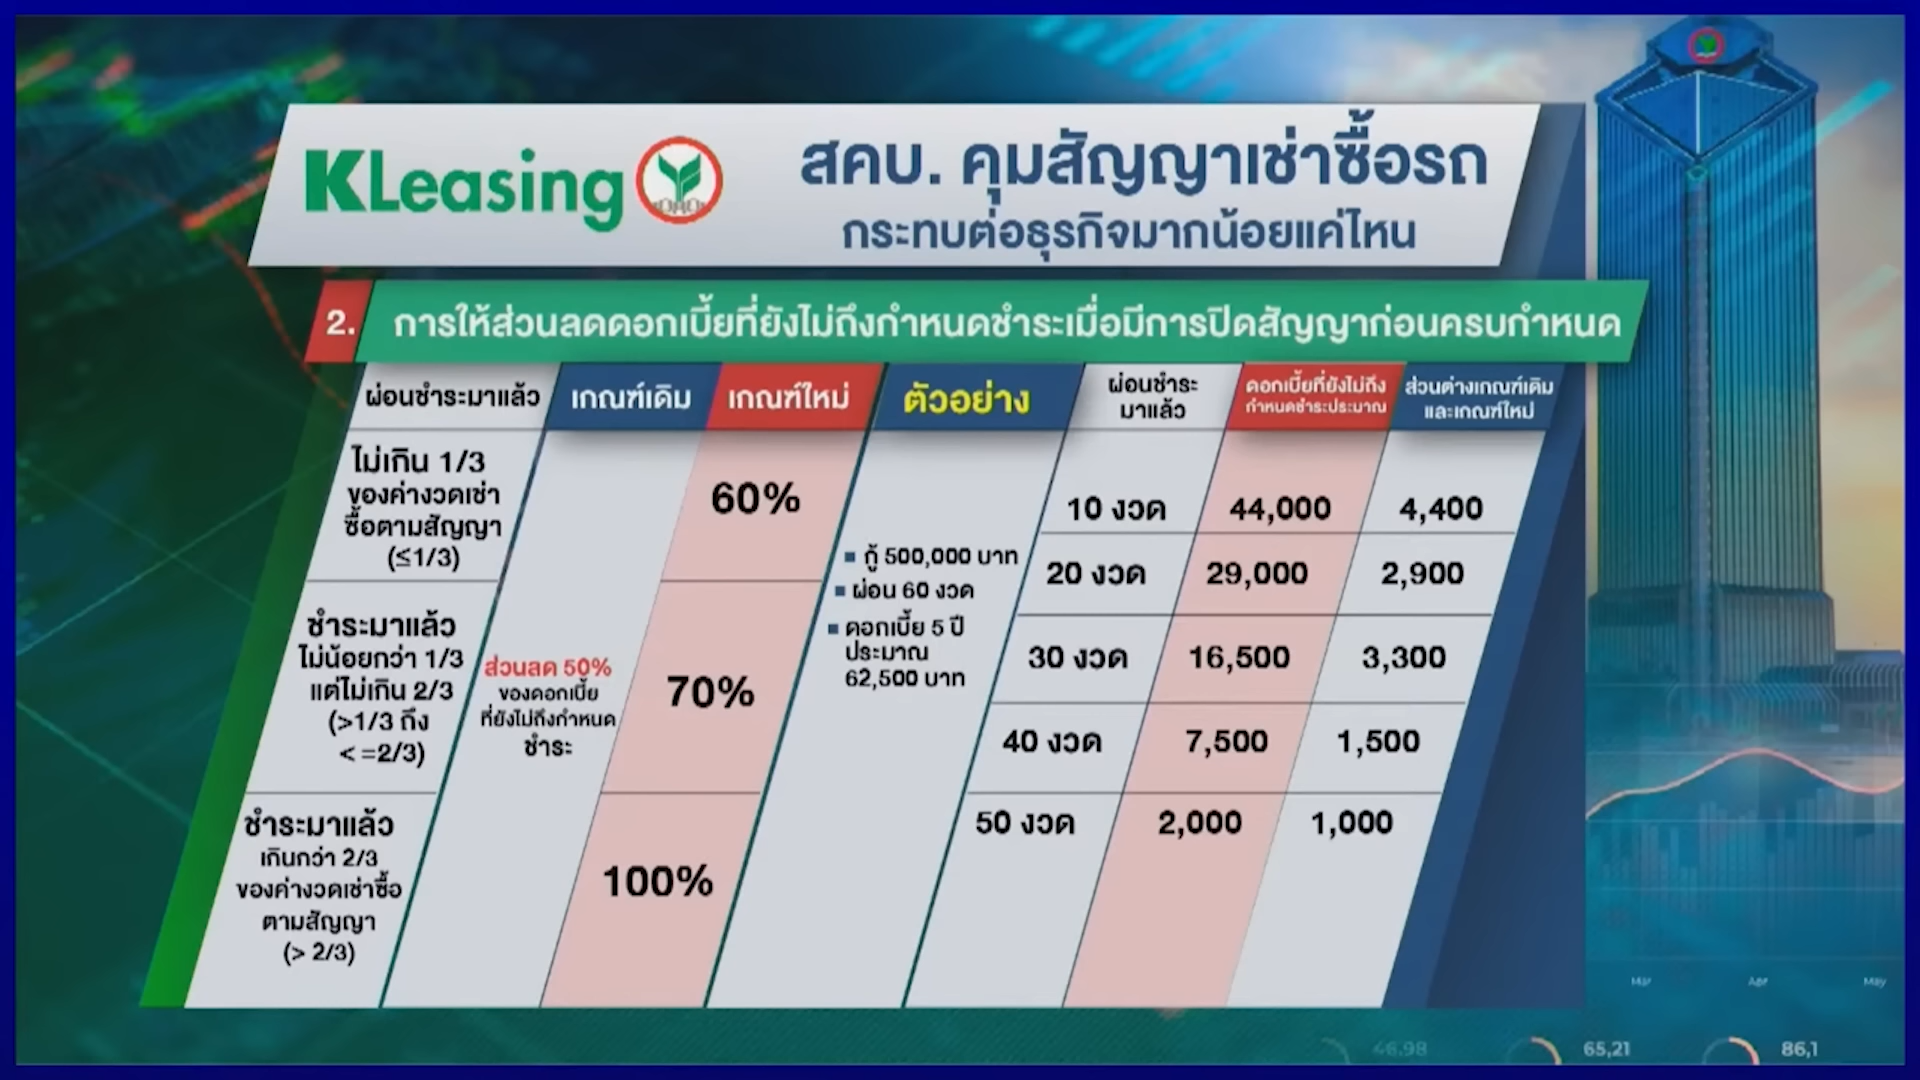 KLeasing
สคบ. คุมสัญญาเช่าซื้อรถ
กระทบต่อธุรกิจมากน้อยแค่ไหน
2. การให้ส่วนลดดอกเบี้ยที่ยังไม่ถึงกำหนดชำระเมื่อมีการปิดสัญญาก่อนครบกำหนด
ผ่อนชำระมาแล้ว
เกณฑ์เดิม
เกณฑ์ใหม่
ตัวอย่าง
ผ่อนชำระ
มาแล้ว
ดอกเบี้ยที่ยังไม่ถึง
กำหนดชำระประมาณ
ส่วนต่างเกณฑ์เดิม
และเกณฑ์ใหม่
ไม่เกิน 1/3
ของค่างวดเช่า
ซื้อตามสัญญา
(≤1/3)
60%
ชำระมาแล้ว
ไม่น้อยกว่า 1/3
แต่ไม่เกิน 2/3
(>1/3 ถึง
< =2/3)
ส่วนลด 50%
ของดอกเบี้ย
ที่ยังไม่ถึงกำหนด
ชำระ
70%
ชำระมาแล้ว
เกินกว่า 2/3
ของค่างวดเช่าซื้อ
ตามสัญญา
(> 2/3)
100%
▪ กู้ 500,000 บาท
▪ ผ่อน 60 งวด
▪ ดอกเบี้ย 5 ปี
ประมาณ
62,500 บาท
10 งวด 44,000 4,400
20 งวด 29,000 2,900
30 งวด 16,500 3,300
40 งวด 7,500 1,500
50 งวด 2,000 1,000
Mar Apr May
46,98 65,21 86,1